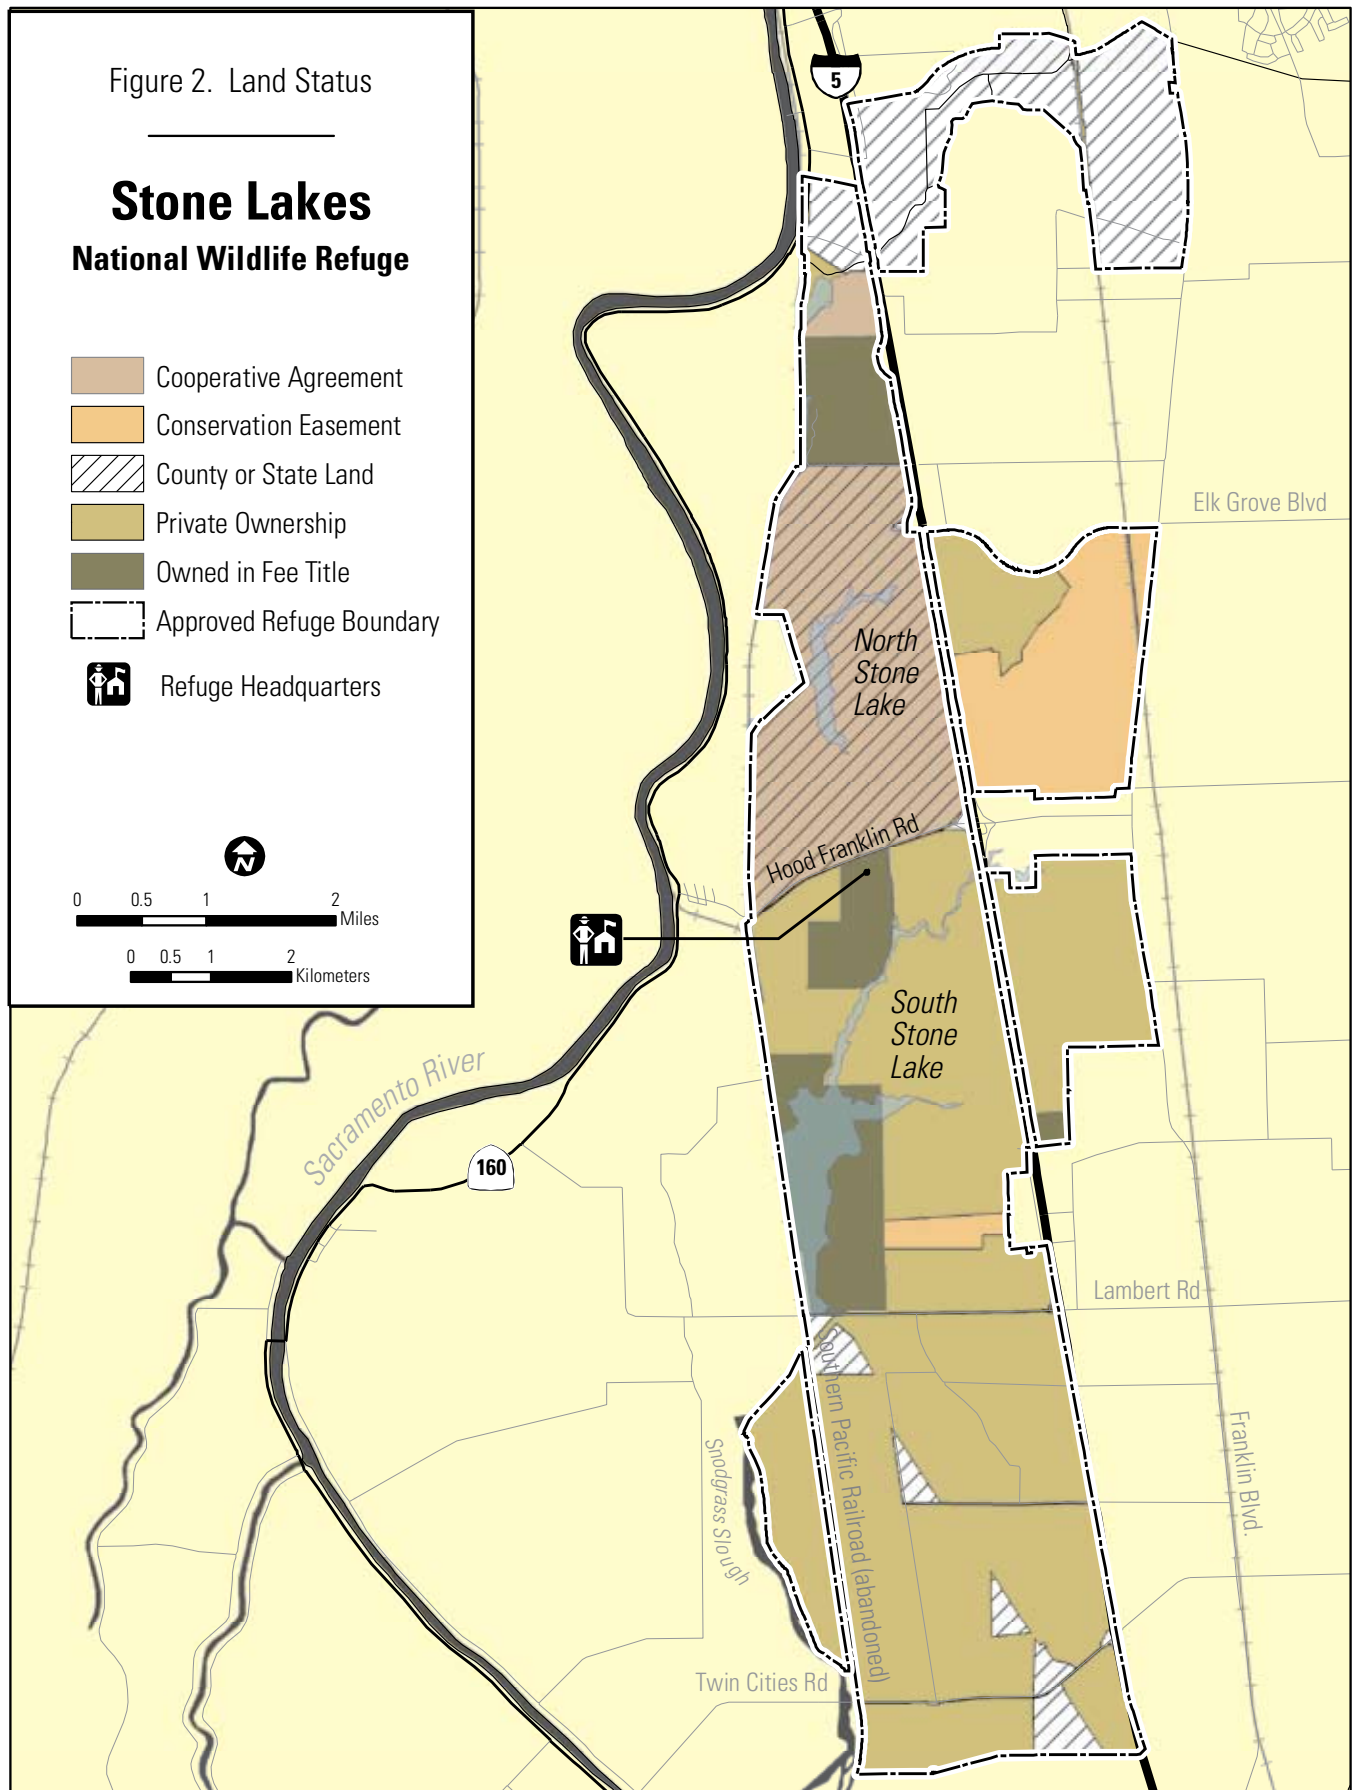 Figure 2. Land Status
Stone Lakes
National Wildlife Refuge
Cooperative Agreement
Conservation Easement
County or State Land
Private Ownership
Owned in Fee Title
Approved Refuge Boundary
Refuge Headquarters
N
0 0.5 1 2
Miles
0 0.5 1 2
Kilometers
5
Elk Grove Blvd
North
Stone
Lake
Hood Franklin Rd
South
Stone
Lake
Sacramento River
160
Lambert Rd
Southern Pacific Railroad (abandoned)
Snodgrass Slough
Franklin Blvd.
Twin Cities Rd